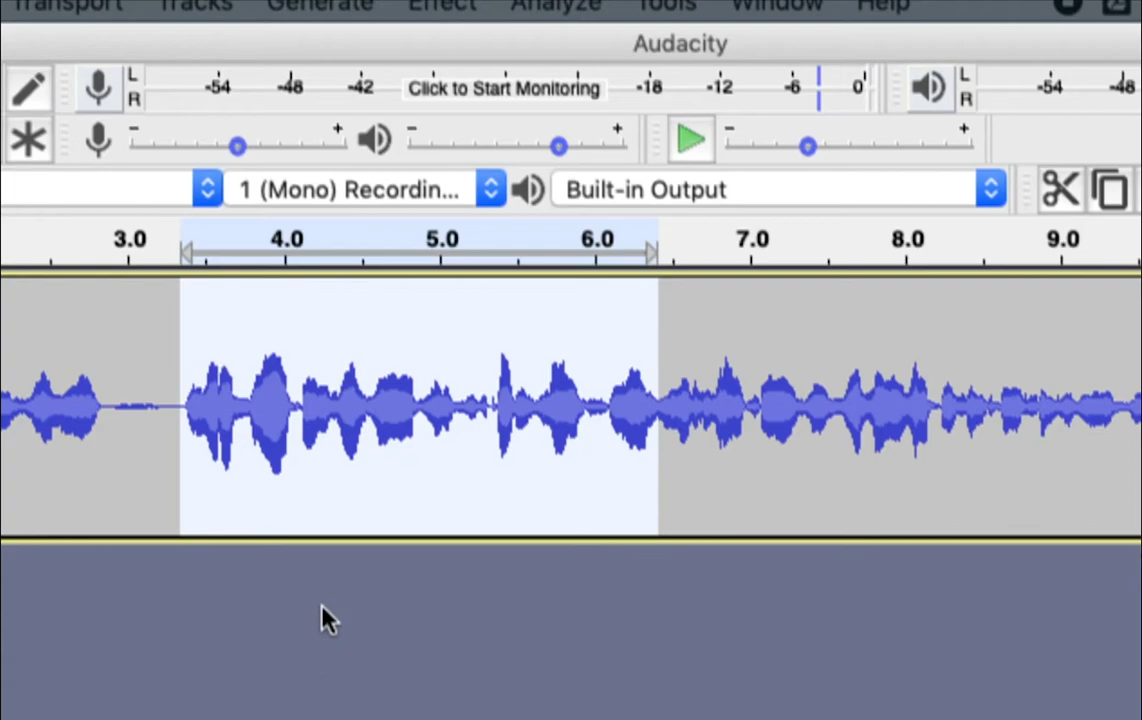 Transport Tracks Generate Effect Analyze Tools Window Help
Audacity
L
R
-54 -48 -42 Click to Start Monitoring -18 -12 -6 0
L
R
-54 -48
- + - + - +
1 (Mono) Recordin... Built-in Output
3.0 4.0 5.0 6.0 7.0 8.0 9.0